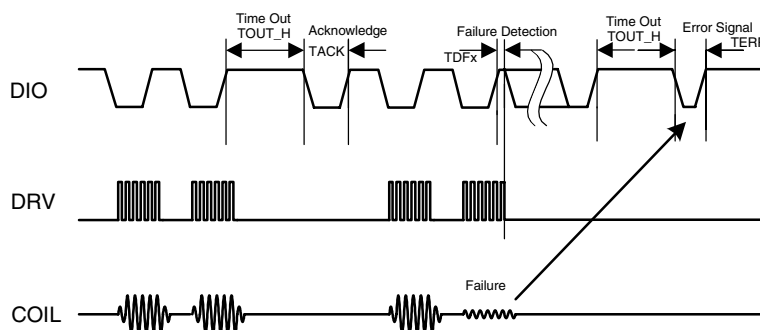 Time Out
TOUT_H
Acknowledge
TACK
Failure Detection
TDFx
Time Out
TOUT_H
Error Signal
TERR
DIO
DRV
Failure
COIL